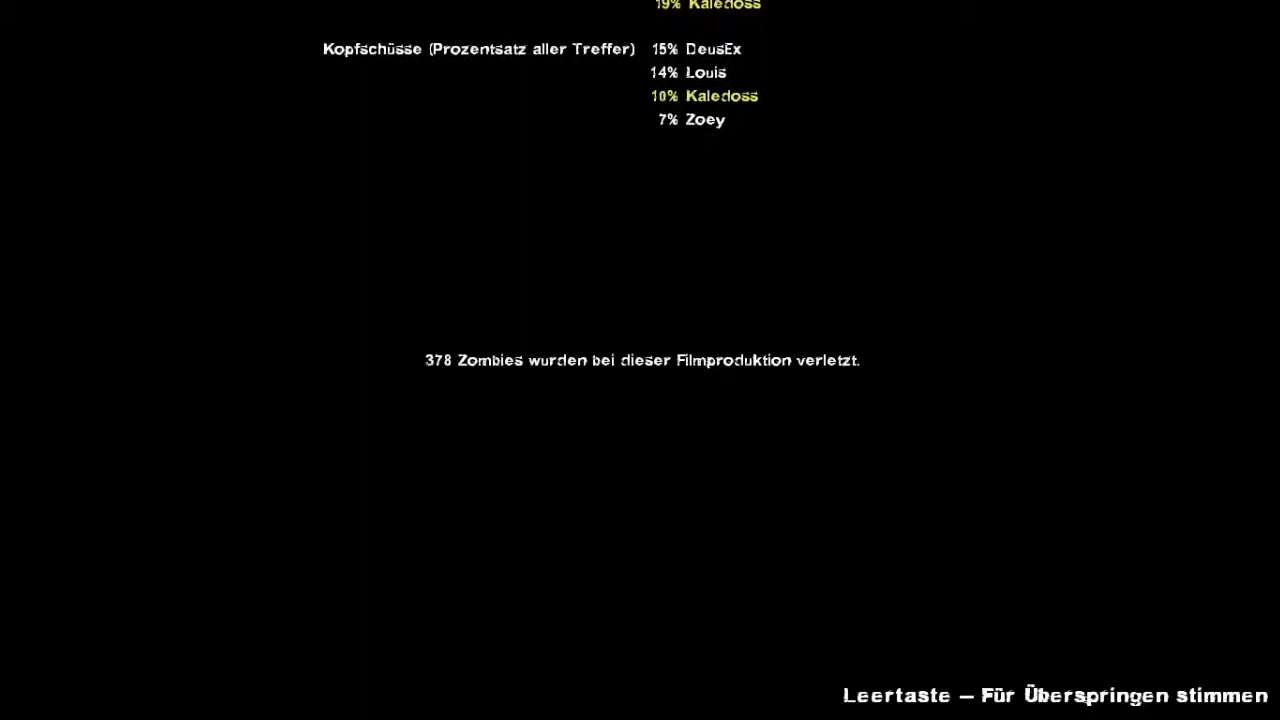 19% Kaledoss
Kopfschüsse (Prozentsatz aller Treffer) 15% DeusEx
14% Louis
10% Kaledoss
7% Zoey
378 Zombies wurden bei dieser Filmproduktion verletzt.
Leertaste – Für Überspringen stimmen